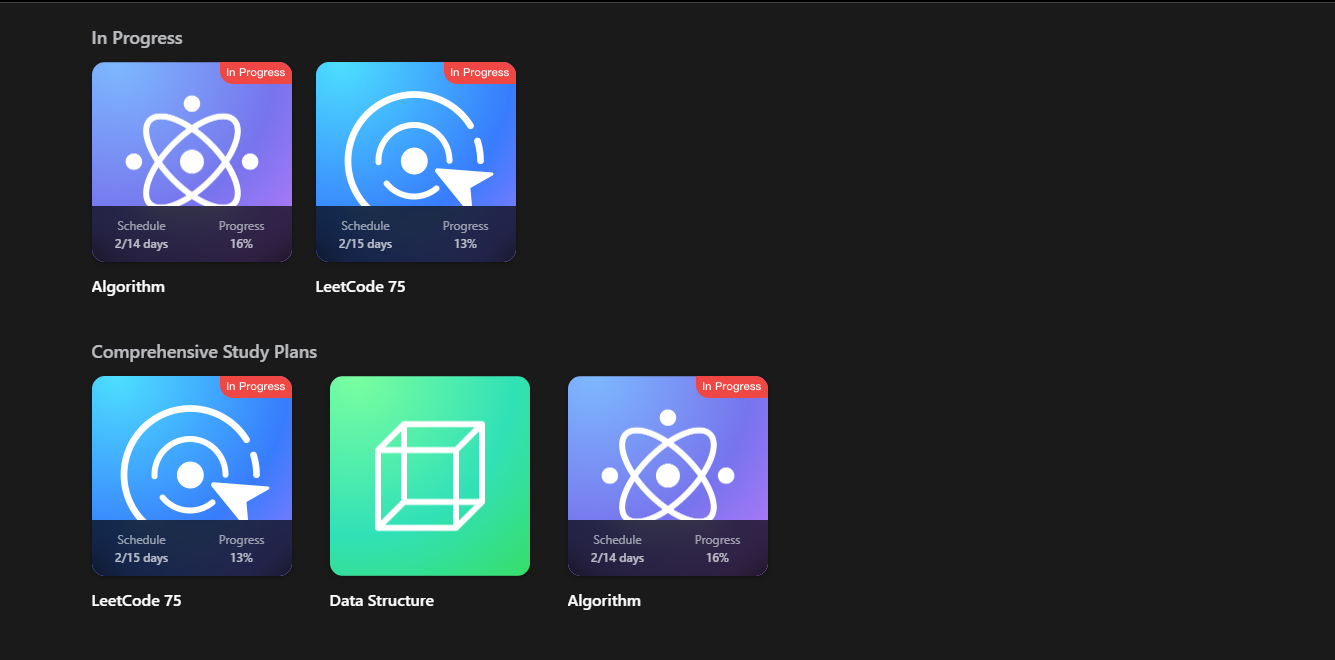 In Progress
In Progress
In Progress
Schedule Progress
2/14 days 16%
Schedule Progress
2/15 days 13%
Algorithm
LeetCode 75
Comprehensive Study Plans
In Progress
In Progress
Schedule Progress
2/15 days 13%
Schedule Progress
2/14 days 16%
LeetCode 75
Data Structure
Algorithm